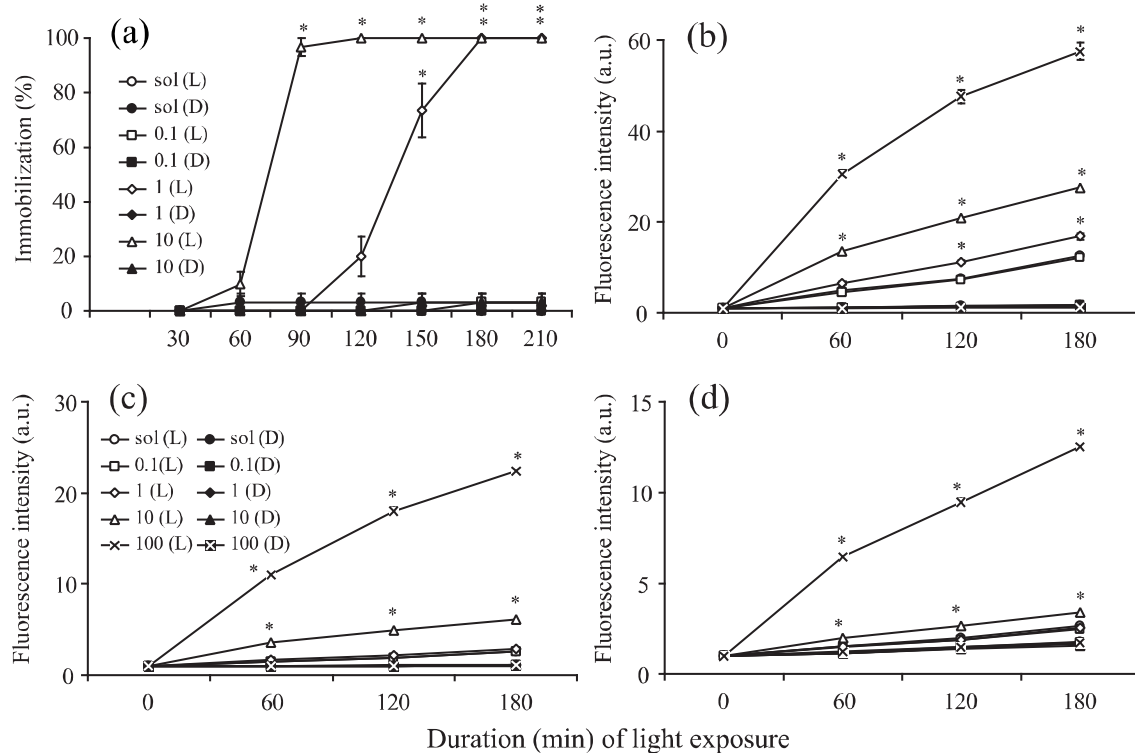 (a)
* * * * *
* *
*
100
80
60
40
20
0
Immobilization (%)
sol (L)
sol (D)
0.1 (L)
0.1 (D)
1 (L)
1 (D)
10 (L)
10 (D)
30 60 90 120 150 180 210
(b)
60
40
20
0
Fluorescence intensity (a.u.)
* * *
* * *
* *
0 60 120 180
(c)
30
20
10
0
Fluorescence intensity (a.u.)
sol (L) sol (D)
0.1(L) 0.1(D)
1 (L) 1 (D)
10 (L) 10 (D)
100 (L) 100 (D)
* * *
* * *
0 60 120 180
(d)
15
10
5
0
Fluorescence intensity (a.u.)
* * *
* * *
0 60 120 180
Duration (min) of light exposure